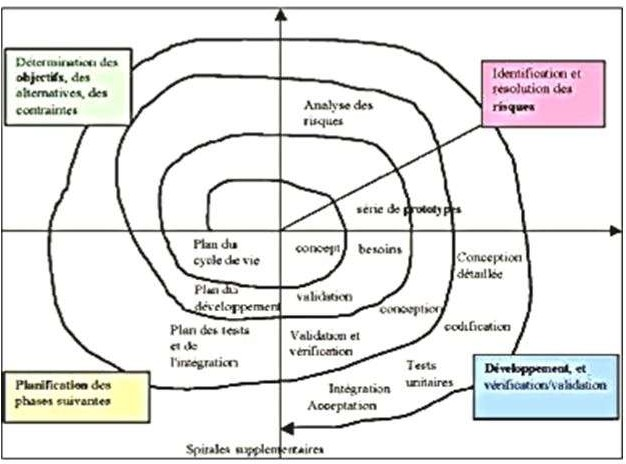 Détermination des
objectifs, des
alternatives, des
contraintes
Identification et
résolution des
risques
Analyse des
risques
série de prototypes
Plan du
cycle de vie
concept
besoins
Conception
détaillée
Plan du
développement
validation
conception
Plan des tests
et de
l'intégration
Validation et
vérification
codification
Tests
unitaires
Intégration
Acceptation
Planification des
phases suivantes
Développement, et
vérification/validation
Spirales supplementaires